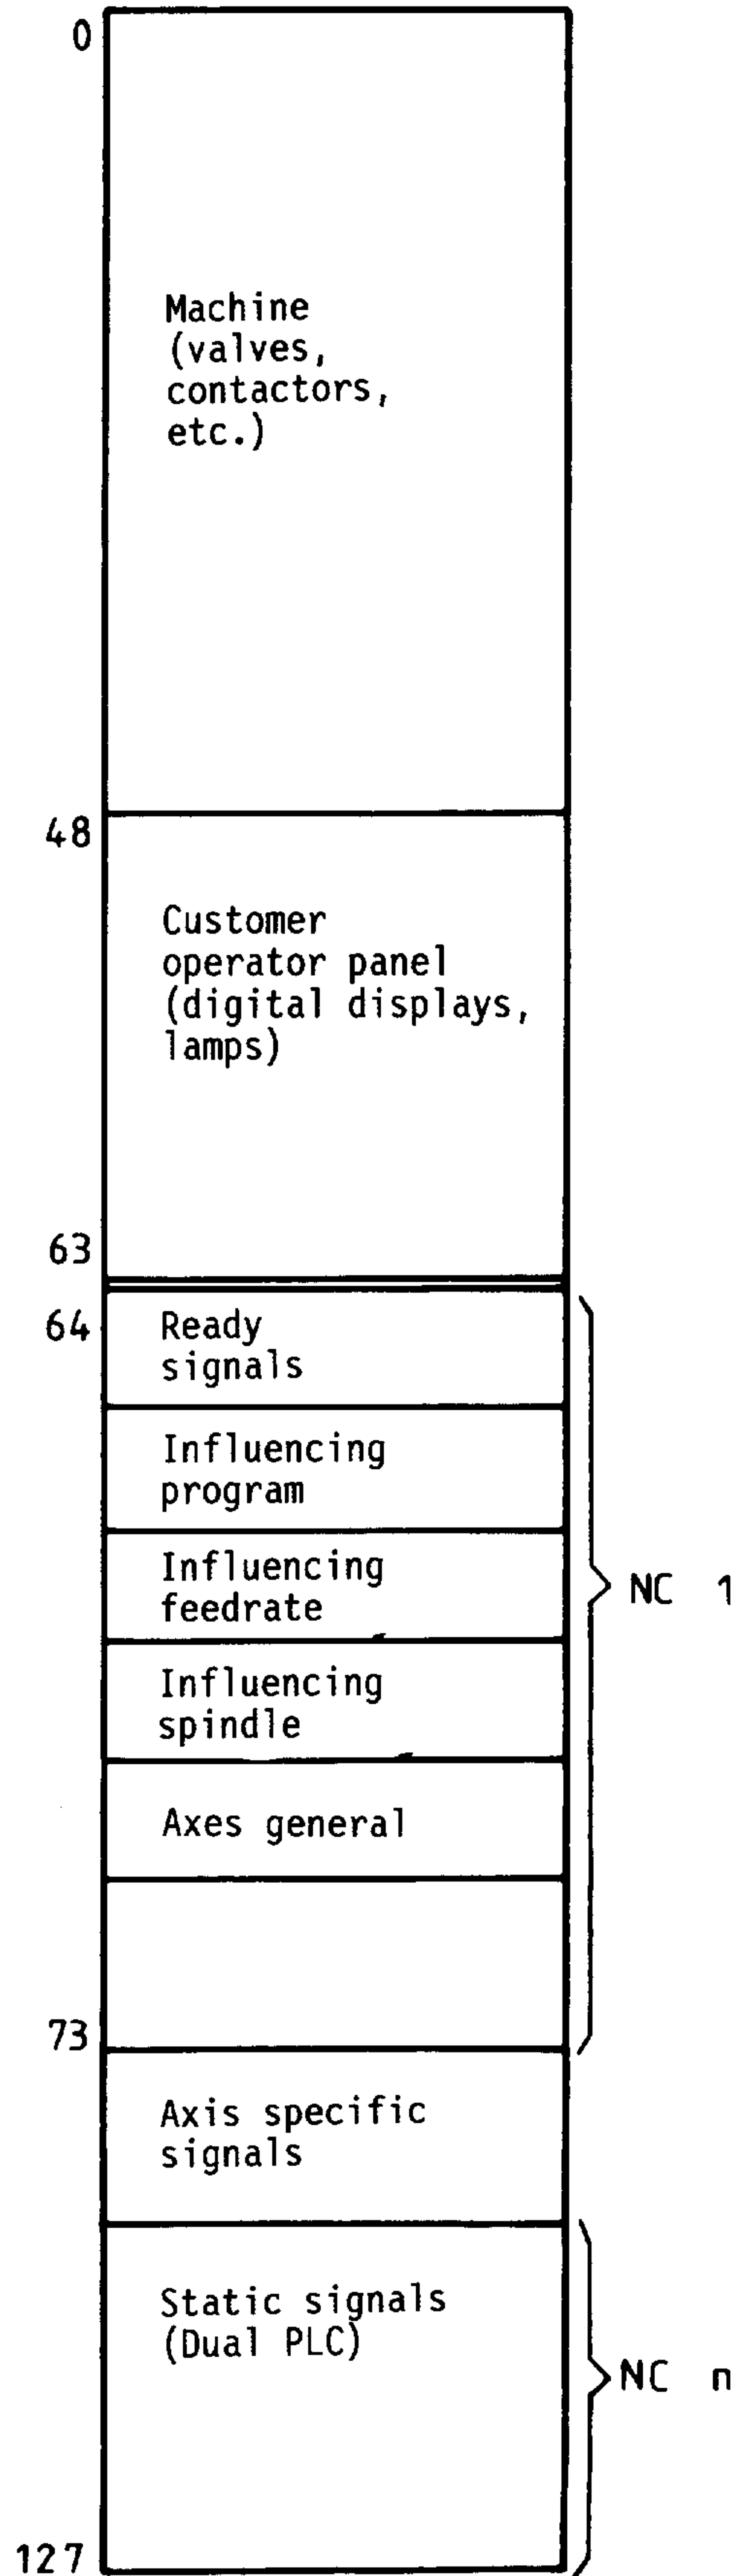 0
Machine
(valves,
contactors,
etc.)
48
Customer
operator panel
(digital displays,
lamps)
63
64
Ready
signals
Influencing
program
Influencing
feedrate
NC 1
Influencing
spindle
Axes general
73
Axis specific
signals
Static signals
(Dual PLC)
NC n
127